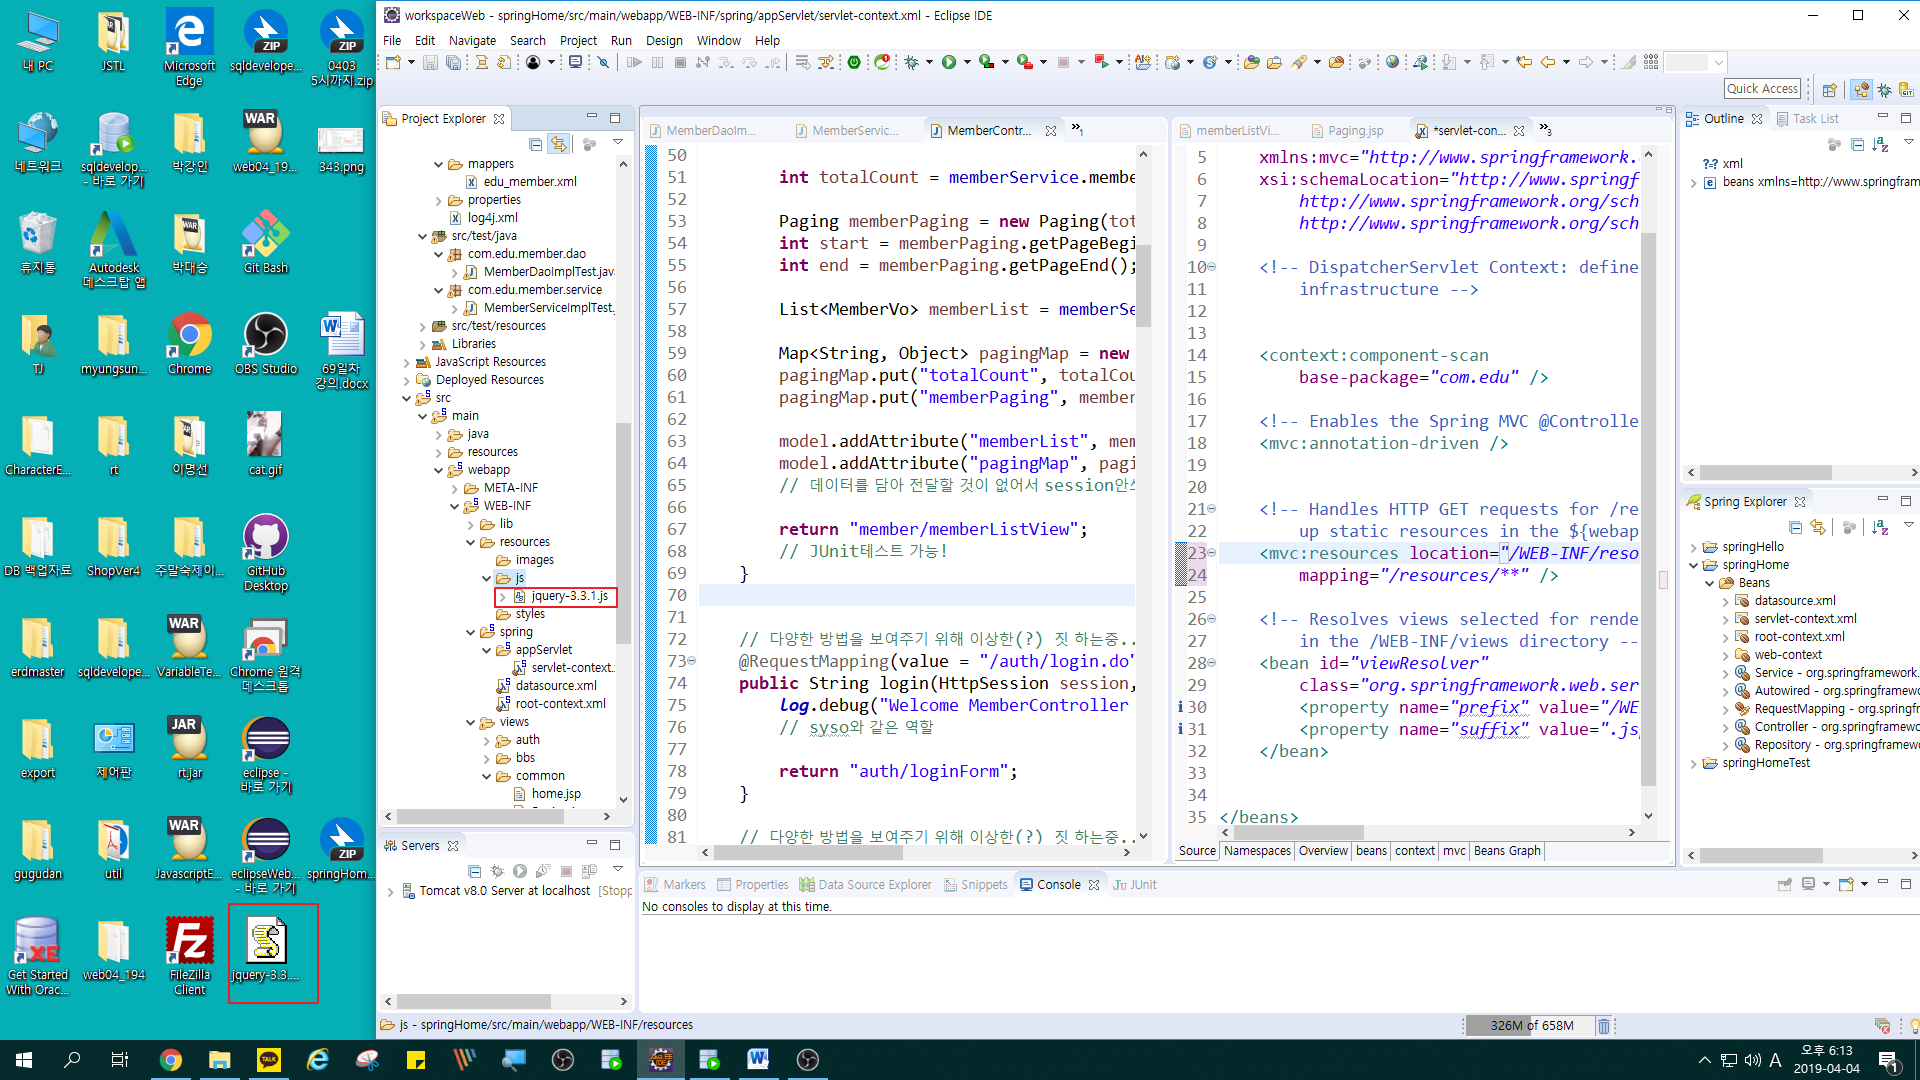 내 PC
JSTL
Microsoft Edge
sqldevelope...
0403 5시까지.zip
네트워크
sqldevelop... - 바로 가기
박강인
web04_19...
343.png
휴지통
Autodesk 데스크탑 앱
박대승
Git Bash
TJ
myungsun...
Chrome
OBS Studio
69일차 강의.docx
CharacterE...
rt
이명선
cat.gif
DB 백업자료
ShopVer4
주말숙제이...
GitHub Desktop
erdmaster
sqldevelope...
VariableTe...
Chrome 원격 데스크톱
export
제어판
rt.jar
eclipse - 바로 가기
gugudan
util
JavascriptE...
eclipseWeb... - 바로 가기
springHom...
Get Started With Orac...
web04_194
FileZilla Client
jquery-3.3....
workspaceWeb - springHome/src/main/webapp/WEB-INF/spring/appServlet/servlet-context.xml - Eclipse IDE
File Edit Navigate Search Project Run Design Window Help
Quick Access
Project Explorer
mappers
edu_member.xml
properties
log4j.xml
src/test/java
com.edu.member.dao
MemberDaoImplTest.java
com.edu.member.service
MemberServiceImplTest.
src/test/resources
Libraries
JavaScript Resources
Deployed Resources
src
main
java
resources
webapp
META-INF
WEB-INF
lib
resources
images
js
jquery-3.3.1.js
styles
spring
appServlet
servlet-context.
datasource.xml
root-context.xml
views
auth
bbs
common
home.jsp
Servers
Tomcat v8.0 Server at localhost [Stopp
MemberDaoIm...
MemberServic...
MemberContr...
»1
50
51 int totalCount = memberService.membe
52
53 Paging memberPaging = new Paging(tot
54 int start = memberPaging.getPageBegi
55 int end = memberPaging.getPageEnd();
56
57 List<MemberVo> memberList = memberSe
58
59 Map<String, Object> pagingMap = new
60 pagingMap.put("totalCount", totalCou
61 pagingMap.put("memberPaging", member
62
63 model.addAttribute("memberList", mem
64 model.addAttribute("pagingMap", pagi
65 // 데이터를 담아 전달할 것이 없어서 session안쓰
66
67 return "member/memberListView";
68 // JUnit테스트 가능!
69 }
70
71
72 // 다양한 방법을 보여주기 위해 이상한(?) 짓 하는중..
73 @RequestMapping(value = "/auth/login.do"
74 public String login(HttpSession session,
75 log.debug("Welcome MemberController
76 // syso와 같은 역할
77
78 return "auth/loginForm";
79 }
80
81 // 다양한 방법을 보여주기 위해 이상한(?) 짓 하는중..
memberListVi...
Paging.jsp
*servlet-con...
»3
5 xmlns:mvc="http://www.springframework.
6 xsi:schemaLocation="http://www.springf
7 http://www.springframework.org/sch
8 http://www.springframework.org/sch
9
10 <!-- DispatcherServlet Context: define
11 infrastructure -->
12
13
14 <context:component-scan
15 base-package="com.edu" />
16
17 <!-- Enables the Spring MVC @Controlle
18 <mvc:annotation-driven />
19
20
21 <!-- Handles HTTP GET requests for /re
22 up static resources in the ${webap
23 <mvc:resources location="/WEB-INF/reso
24 mapping="/resources/**" />
25
26 <!-- Resolves views selected for rende
27 in the /WEB-INF/views directory --
28 <bean id="viewResolver"
29 class="org.springframework.web.ser
30 <property name="prefix" value="/WE
31 <property name="suffix" value=".js
32 </bean>
33
34
35 </beans>
Source Namespaces Overview beans context mvc Beans Graph
Outline
Task List
xml
beans xmlns=http://www.springfram
Spring Explorer
springHello
springHome
Beans
datasource.xml
servlet-context.xml
root-context.xml
web-context
Service - org.springframework.
Autowired - org.springframewo
RequestMapping - org.springfr
Controller - org.springframewo
Repository - org.springframew
springHomeTest
Markers Properties Data Source Explorer Snippets Console JUnit
No consoles to display at this time.
js - springHome/src/main/webapp/WEB-INF/resources
326M of 658M
A
오후 6:13
2019-04-04
1